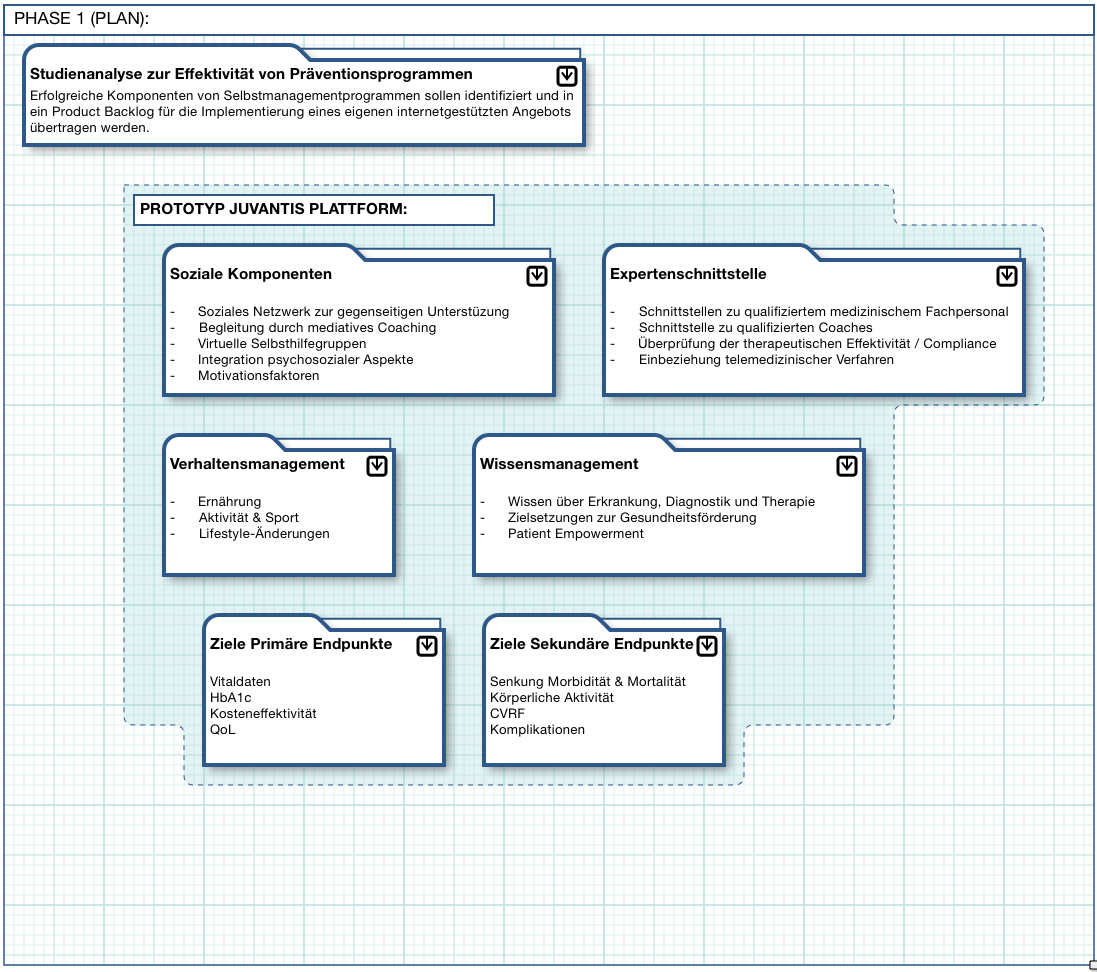 PHASE 1 (PLAN):
Studienanalyse zur Effektivität von Präventionsprogrammen
Erfolgreiche Komponenten von Selbstmanagementprogrammen sollen identifiziert und in
ein Product Backlog für die Implementierung eines eigenen internetgestützten Angebots
übertragen werden.
PROTOTYP JUVANTIS PLATTFORM:
Soziale Komponenten
- Soziales Netzwerk zur gegenseitigen Unterstüzung
- Begleitung durch mediatives Coaching
- Virtuelle Selbsthilfegruppen
- Integration psychosozialer Aspekte
- Motivationsfaktoren
Expertenschnittstelle
- Schnittstellen zu qualifiziertem medizinischem Fachpersonal
- Schnittstelle zu qualifizierten Coaches
- Überprüfung der therapeutischen Effektivität / Compliance
- Einbeziehung telemedizinischer Verfahren
Verhaltensmanagement
- Ernährung
- Aktivität & Sport
- Lifestyle-Änderungen
Wissensmanagement
- Wissen über Erkrankung, Diagnostik und Therapie
- Zielsetzungen zur Gesundheitsförderung
- Patient Empowerment
Ziele Primäre Endpunkte
Vitaldaten
HbA1c
Kosteneffektivität
QoL
Ziele Sekundäre Endpunkte
Senkung Morbidität & Mortalität
Körperliche Aktivität
CVRF
Komplikationen